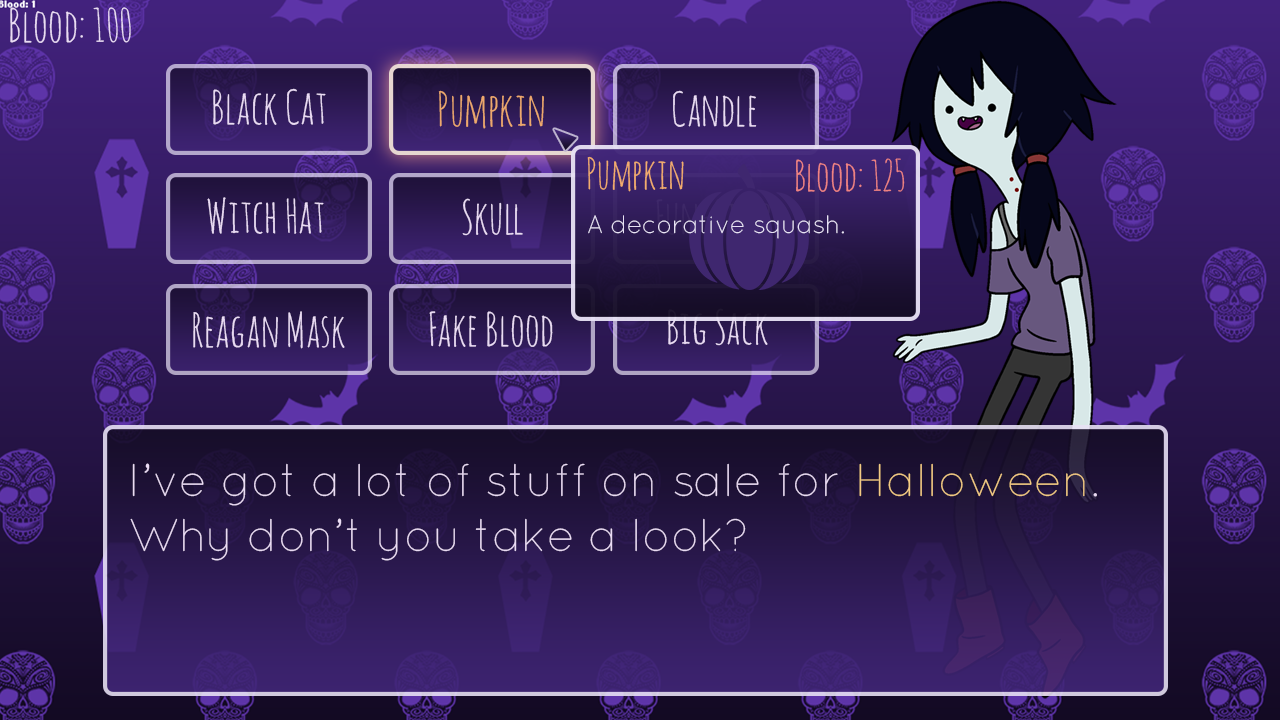 Blood: 1
Blood: 100
Black Cat
Pumpkin
Candle
Pumpkin
Blood: 125
A decorative squash.
Witch Hat
Skull
Reagan Mask
Fake Blood
Big Sack
I've got a lot of stuff on sale for Halloween.
Why don't you take a look?